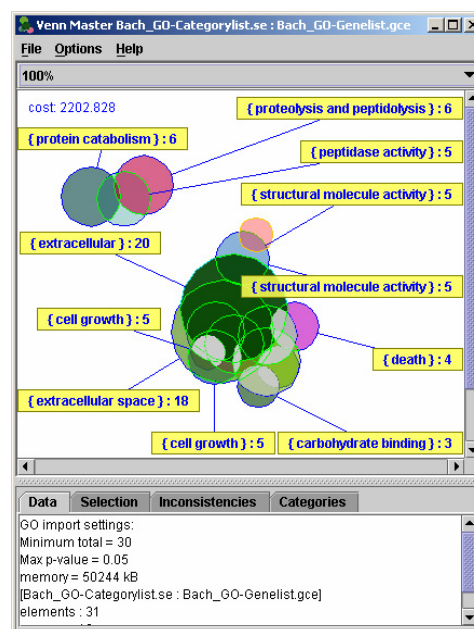 Venn Master Bach_GO-Categorylist.se : Bach_GO-Genelist.gce
File Options Help
100%
cost: 2202.828
{ proteolysis and peptidolysis } : 6
{ protein catabolism } : 6
{ peptidase activity } : 5
{ structural molecule activity } : 5
{ extracellular } : 20
{ structural molecule activity } : 5
{ cell growth } : 5
{ death } : 4
{ extracellular space } : 18
{ cell growth } : 5
{ carbohydrate binding } : 3
Data Selection Inconsistencies Categories
GO import settings:
Minimum total = 30
Max p-value = 0.05
memory = 50244 kB
[Bach_GO-Categorylist.se : Bach_GO-Genelist.gce]
elements : 31